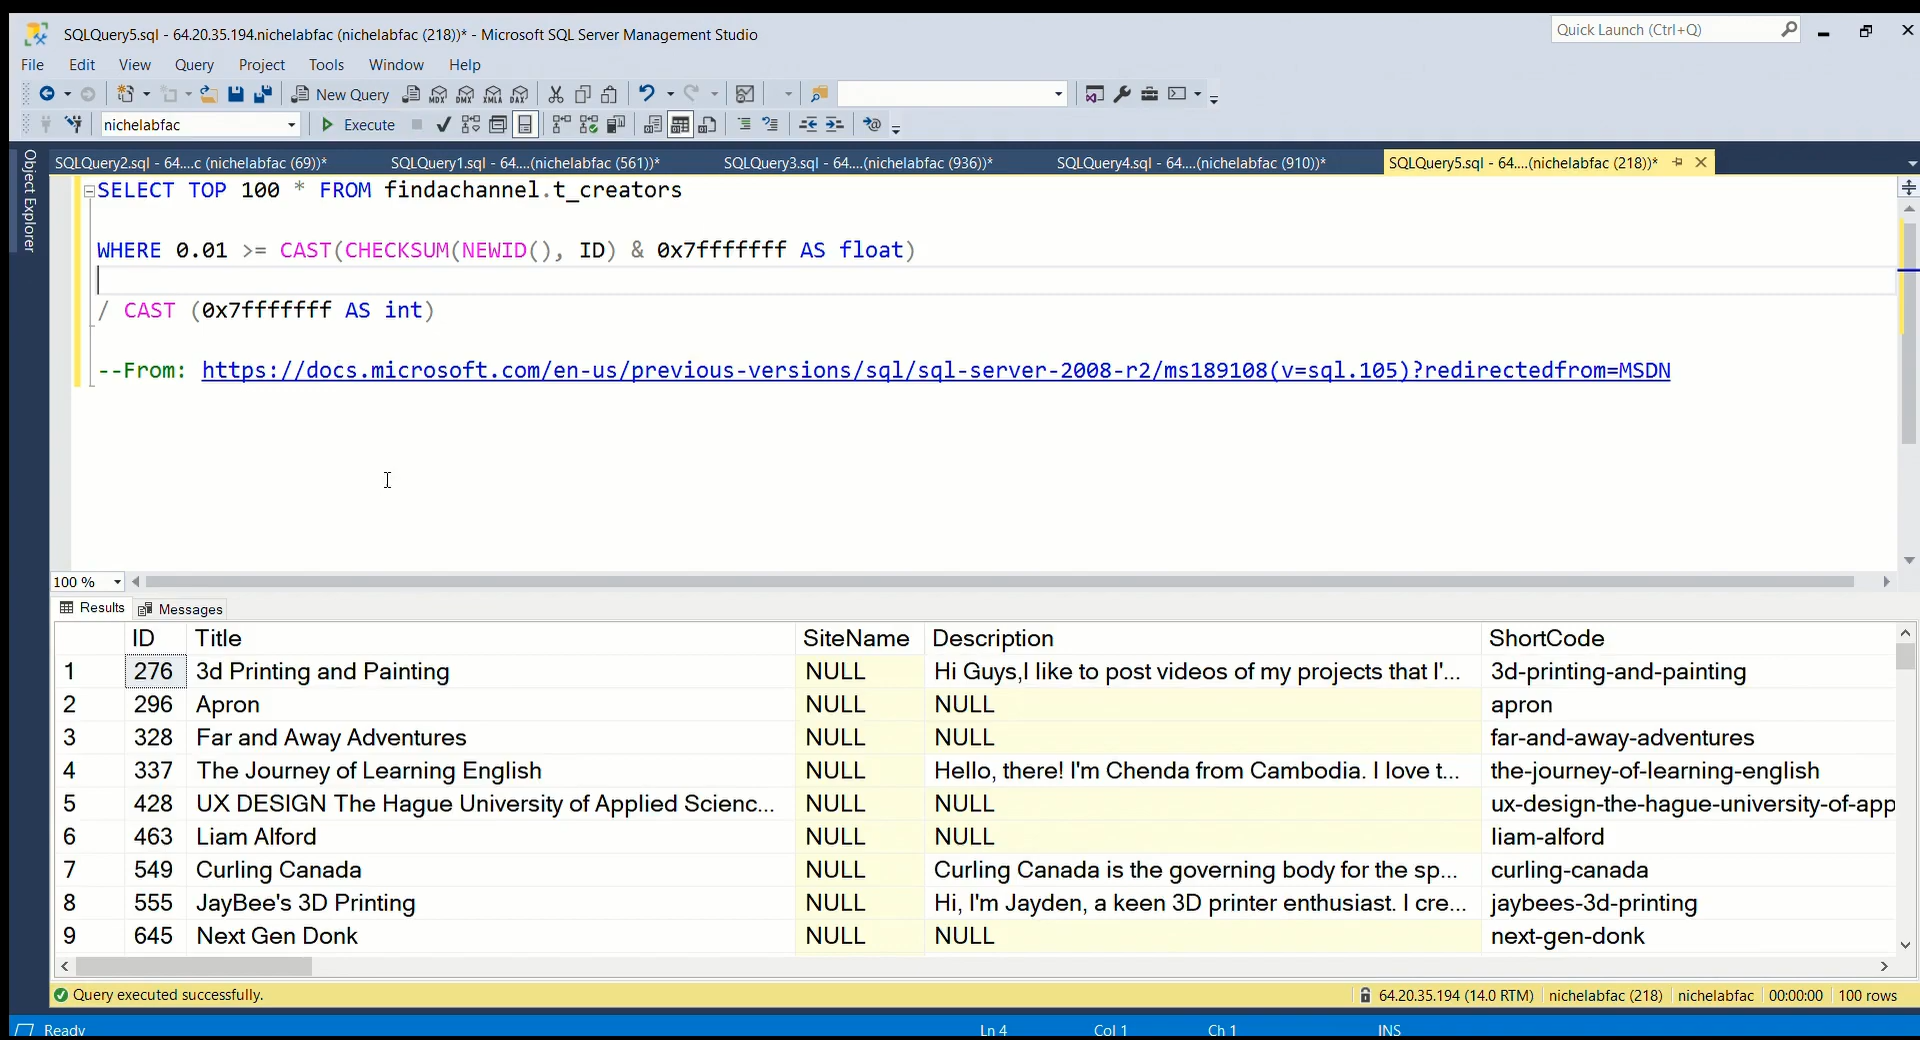 SQLQuery5.sql - 64.20.35.194.nichelabfac (nichelabfac (218))* - Microsoft SQL Server Management Studio
Quick Launch (Ctrl+Q)
File Edit View Query Project Tools Window Help
New Query MDX DMX XMLA DAX
nichelabfac Execute
Object Explorer
SQLQuery2.sql - 64....c (nichelabfac (69))* SQLQuery1.sql - 64....(nichelabfac (561))* SQLQuery3.sql - 64....(nichelabfac (936))* SQLQuery4.sql - 64....(nichelabfac (910))* SQLQuery5.sql - 64....(nichelabfac (218))*
SELECT TOP 100 * FROM findachannel.t_creators
WHERE 0.01 >= CAST(CHECKSUM(NEWID(), ID) & 0x7fffffff AS float)
/ CAST (0x7fffffff AS int)
--From: https://docs.microsoft.com/en-us/previous-versions/sql/sql-server-2008-r2/ms189108(v=sql.105)?redirectedfrom=MSDN
100 %
Results Messages
ID Title SiteName Description ShortCode
1 276 3d Printing and Painting NULL Hi Guys,I like to post videos of my projects that I'... 3d-printing-and-painting
2 296 Apron NULL NULL apron
3 328 Far and Away Adventures NULL NULL far-and-away-adventures
4 337 The Journey of Learning English NULL Hello, there! I'm Chenda from Cambodia. I love t... the-journey-of-learning-english
5 428 UX DESIGN The Hague University of Applied Scienc... NULL NULL ux-design-the-hague-university-of-app
6 463 Liam Alford NULL NULL liam-alford
7 549 Curling Canada NULL Curling Canada is the governing body for the sp... curling-canada
8 555 JayBee's 3D Printing NULL Hi, I'm Jayden, a keen 3D printer enthusiast. I cre... jaybees-3d-printing
9 645 Next Gen Donk NULL NULL next-gen-donk
Query executed successfully. 64.20.35.194 (14.0 RTM) nichelabfac (218) nichelabfac 00:00:00 100 rows
Ready Ln 4 Col 1 Ch 1 INS